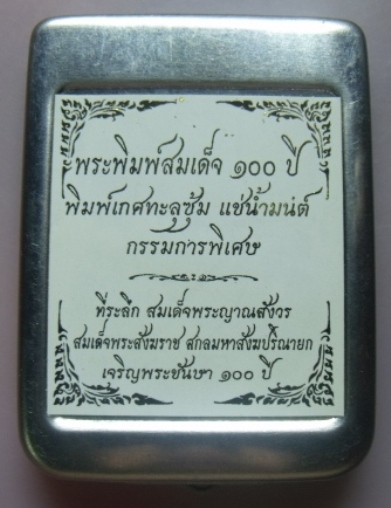 พระพิมพ์สมเด็จ ๑๐๐ ปี
พิมพ์เกศทะลุซุ้ม แช่น้ำมนต์
กรรมการพิเศษ
ที่ระลึก สมเด็จพระญาณสังวร
สมเด็จพระสังฆราช สกลมหาสังฆปริณายก
เจริญพระชันษา ๑๐๐ ปี